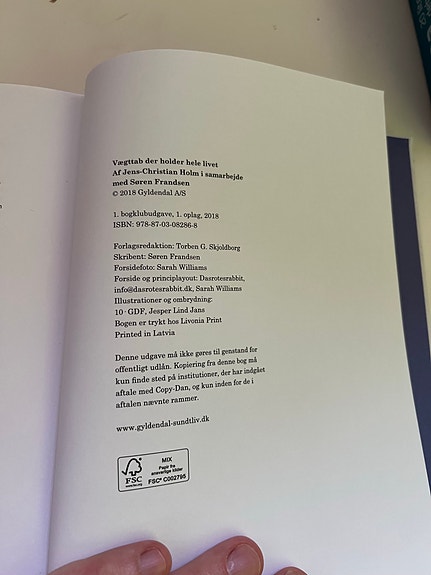 Vægttab der holder hele livet
Af Jens-Christian Holm i samarbejde
med Søren Frandsen
© 2018 Gyldendal A/S
1. bogklubudgave, 1. oplag, 2018
ISBN: 978-87-03-08286-8
Forlagsredaktion: Torben G. Skjoldborg
Skribent: Søren Frandsen
Forsidefoto: Sarah Williams
Forside og principlayout: Dasrotesrabbit,
info@dasrotesrabbit.dk, Sarah Williams
Illustrationer og ombrydning:
10 · GDF, Jesper Lind Jans
Bogen er trykt hos Livonia Print
Printed in Latvia
Denne udgave må ikke gøres til genstand for
offentligt udlån. Kopiering fra denne bog må
kun finde sted på institutioner, der har indgået
aftale med Copy-Dan, og kun inden for de i
aftalen nævnte rammer.
www.gyldendal-sundtliv.dk
FSC
www.fsc.org
MIX
Papir fra
ansvarlige kilder
FSC® C002795